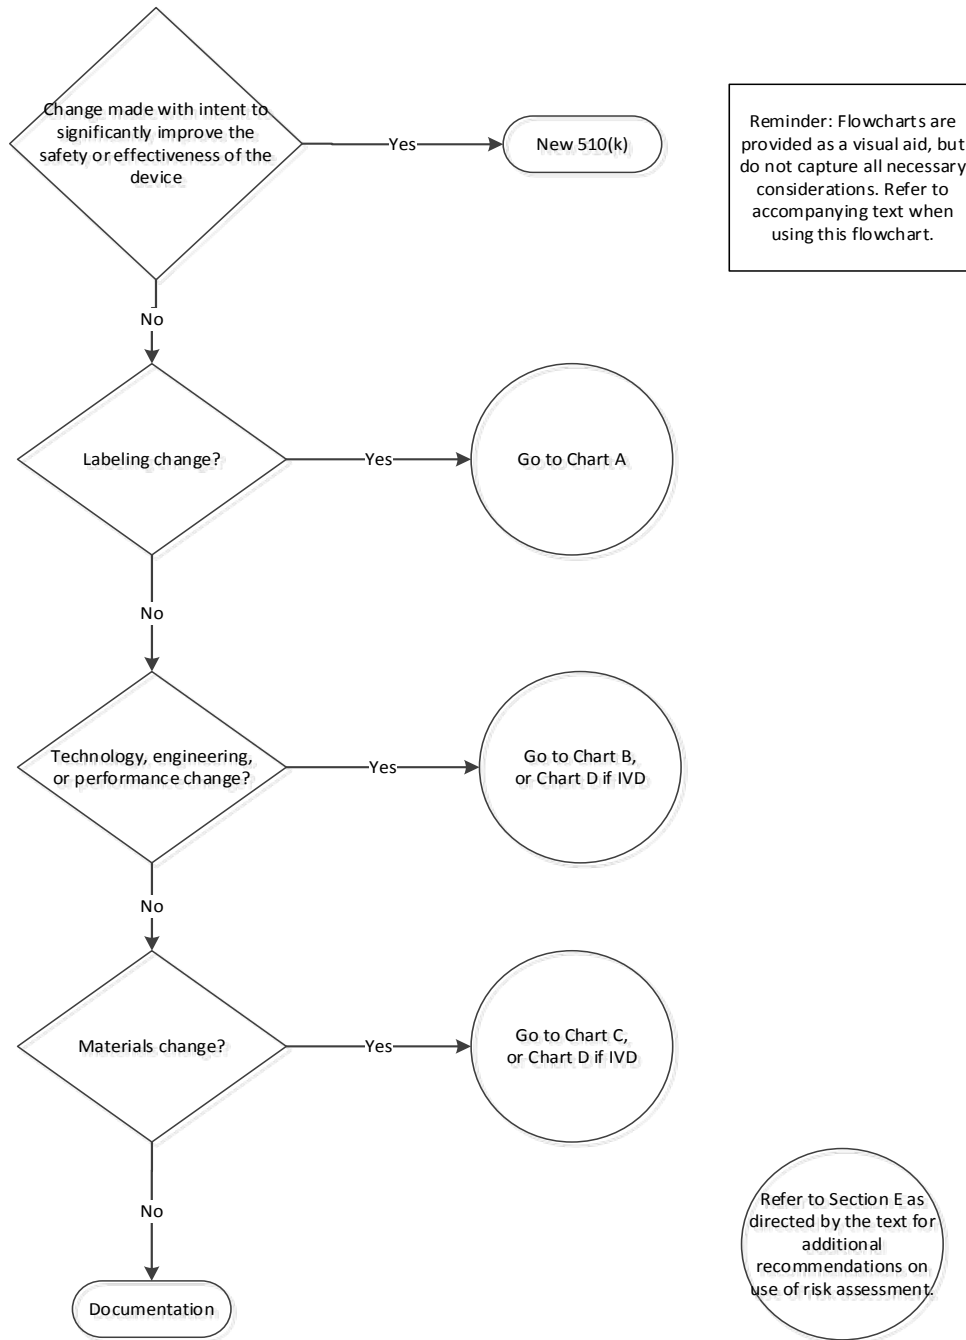 Change made with intent to
significantly improve the
safety or effectiveness of the
device
Yes
New 510(k)
Reminder: Flowcharts are
provided as a visual aid, but
do not capture all necessary
considerations. Refer to
accompanying text when
using this flowchart.
No
Labeling change?
Yes
Go to Chart A
No
Technology, engineering,
or performance change?
Yes
Go to Chart B,
or Chart D if IVD
No
Materials change?
Yes
Go to Chart C,
or Chart D if IVD
No
Documentation
Refer to Section E as
directed by the text for
additional
recommendations on
use of risk assessment.